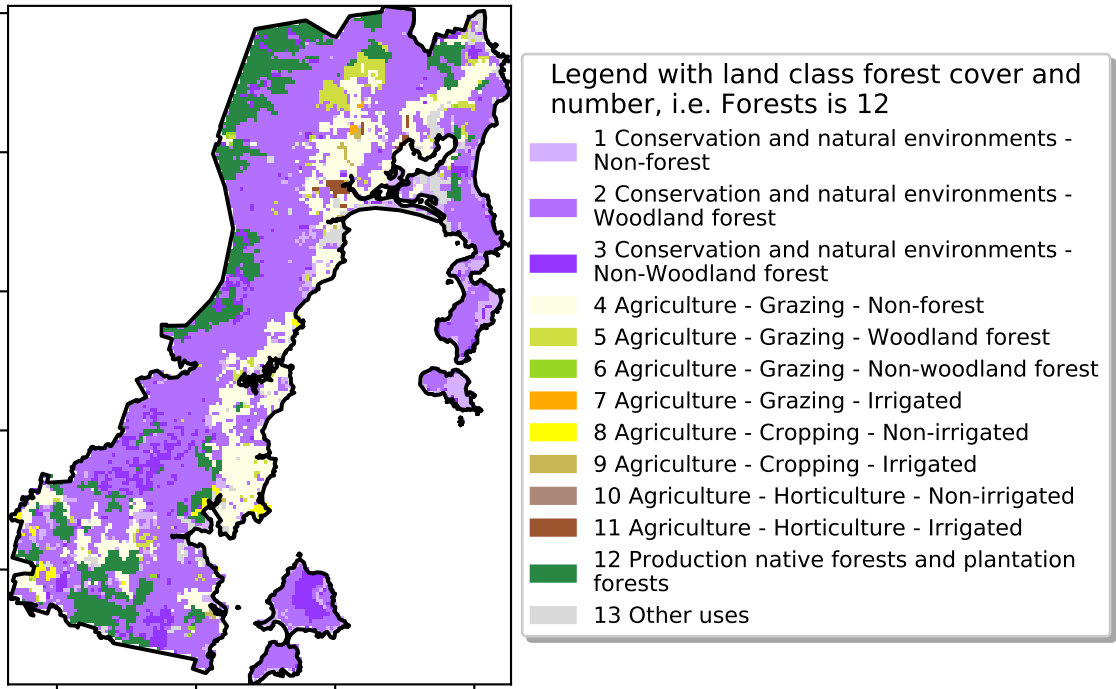 Legend with land class forest cover and
number, i.e. Forests is 12
1 Conservation and natural environments -
Non-forest
2 Conservation and natural environments -
Woodland forest
3 Conservation and natural environments -
Non-Woodland forest
4 Agriculture - Grazing - Non-forest
5 Agriculture - Grazing - Woodland forest
6 Agriculture - Grazing - Non-woodland forest
7 Agriculture - Grazing - Irrigated
8 Agriculture - Cropping - Non-irrigated
9 Agriculture - Cropping - Irrigated
10 Agriculture - Horticulture - Non-irrigated
11 Agriculture - Horticulture - Irrigated
12 Production native forests and plantation
forests
13 Other uses